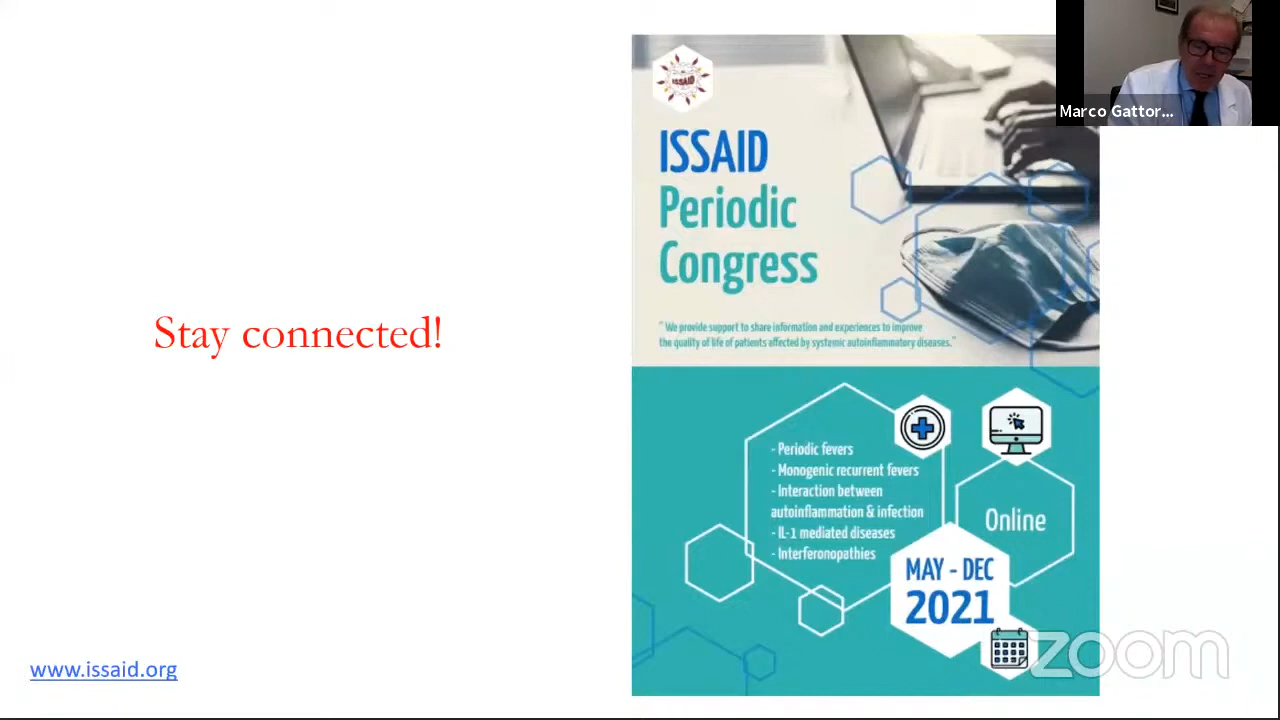 Marco Gattor...
ISSAID
ISSAID
Periodic
Congress
" We provide support to share information and experiences to improve
the quality of life of patients affected by systemic autoinflammatory diseases."
Stay connected!
- Periodic fevers
- Monogenic recurrent fevers
- Interaction between
autoinflammation & infection
- IL-1 mediated diseases
- Interferonopathies
Online
MAY - DEC
2021
www.issaid.org
zoom